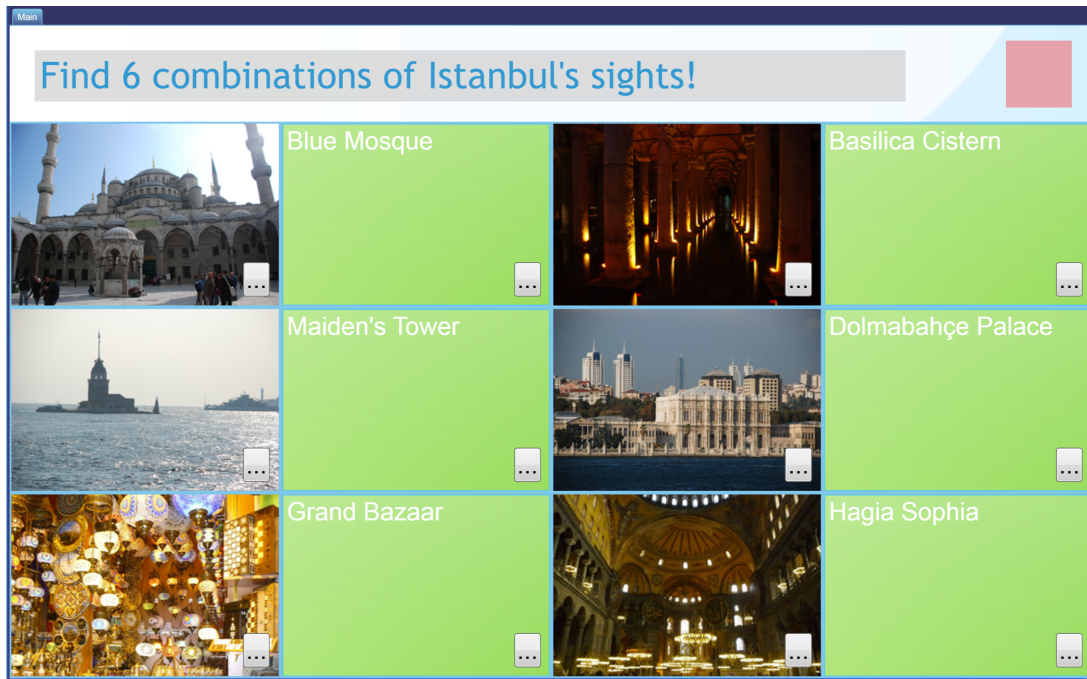 Main
Find 6 combinations of Istanbul's sights!
Blue Mosque
Basilica Cistern
...
...
...
...
Maiden's Tower
Dolmabahçe Palace
...
...
...
...
Grand Bazaar
Hagia Sophia
...
...
...
...